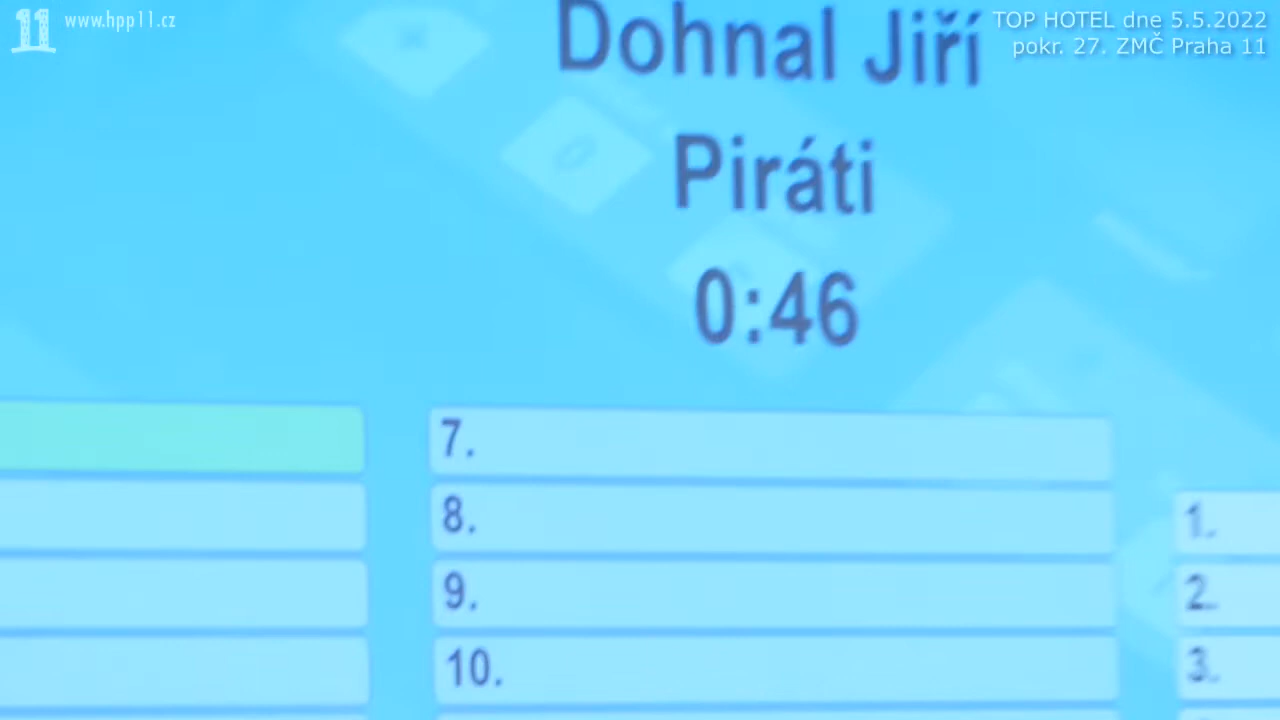 11 www.hpp11.cz
TOP HOTEL dne 5.5.2022
pokr. 27. ZMČ Praha 11
Dohnal Jiří
Piráti
0:46
7.
8.
9.
10.
1.
2.
3.